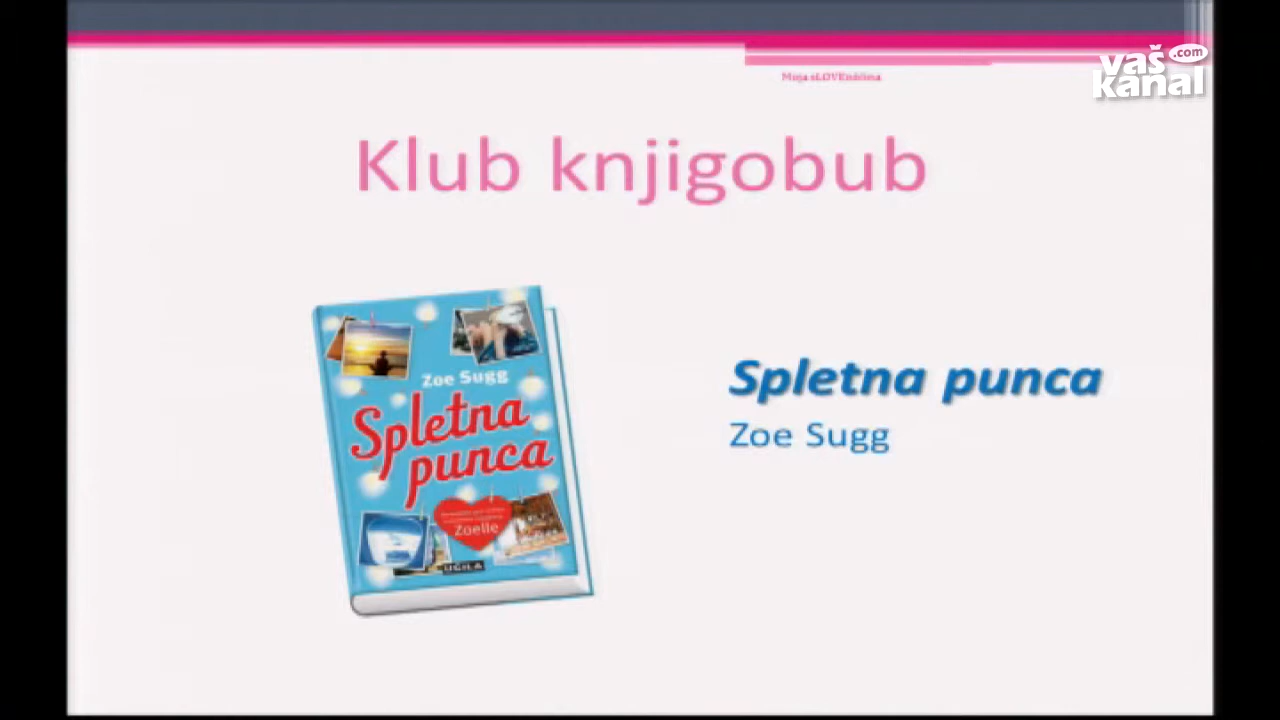 vaš
.com
kanal
Moja sLOVEnščina
Klub knjigobub
Zoe Sugg
Spletna
punca
Zoelle
UČILA
Spletna punca
Zoe Sugg